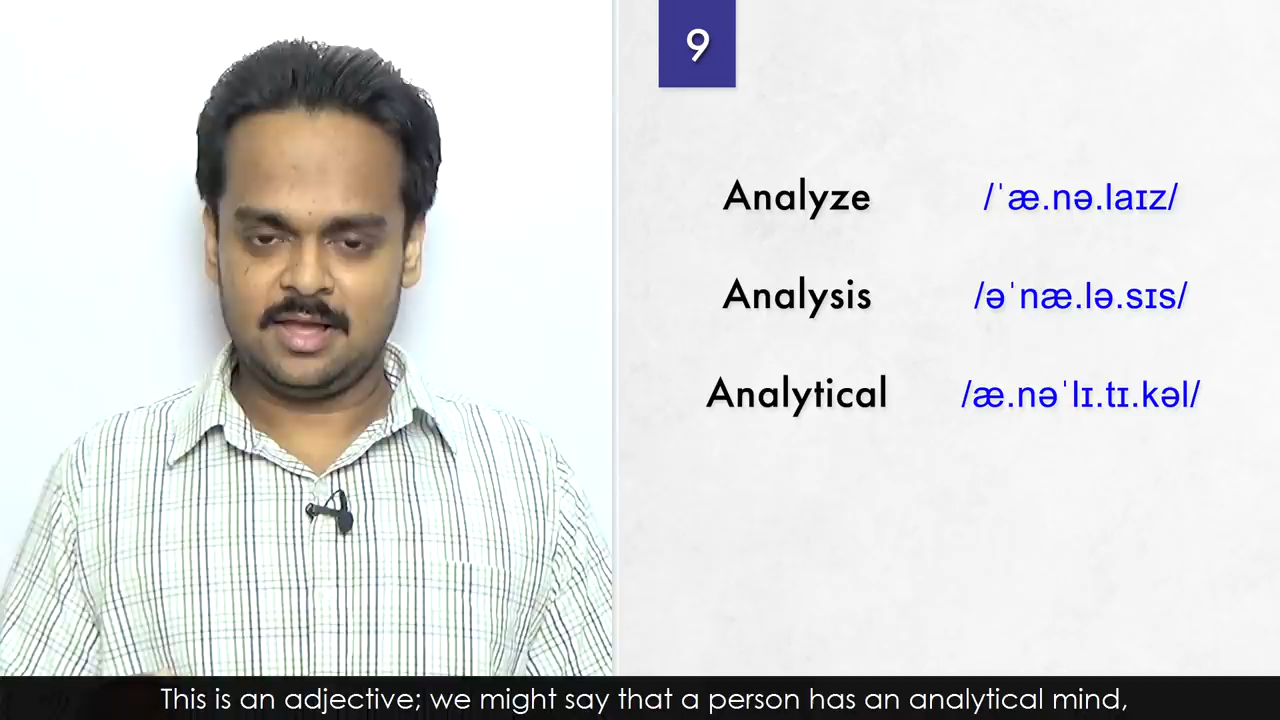 9
Analyze /ˈæ.nə.laɪz/
Analysis /əˈnæ.lə.sɪs/
Analytical /æ.nəˈlɪ.tɪ.kəl/
This is an adjective; we might say that a person has an analytical mind,